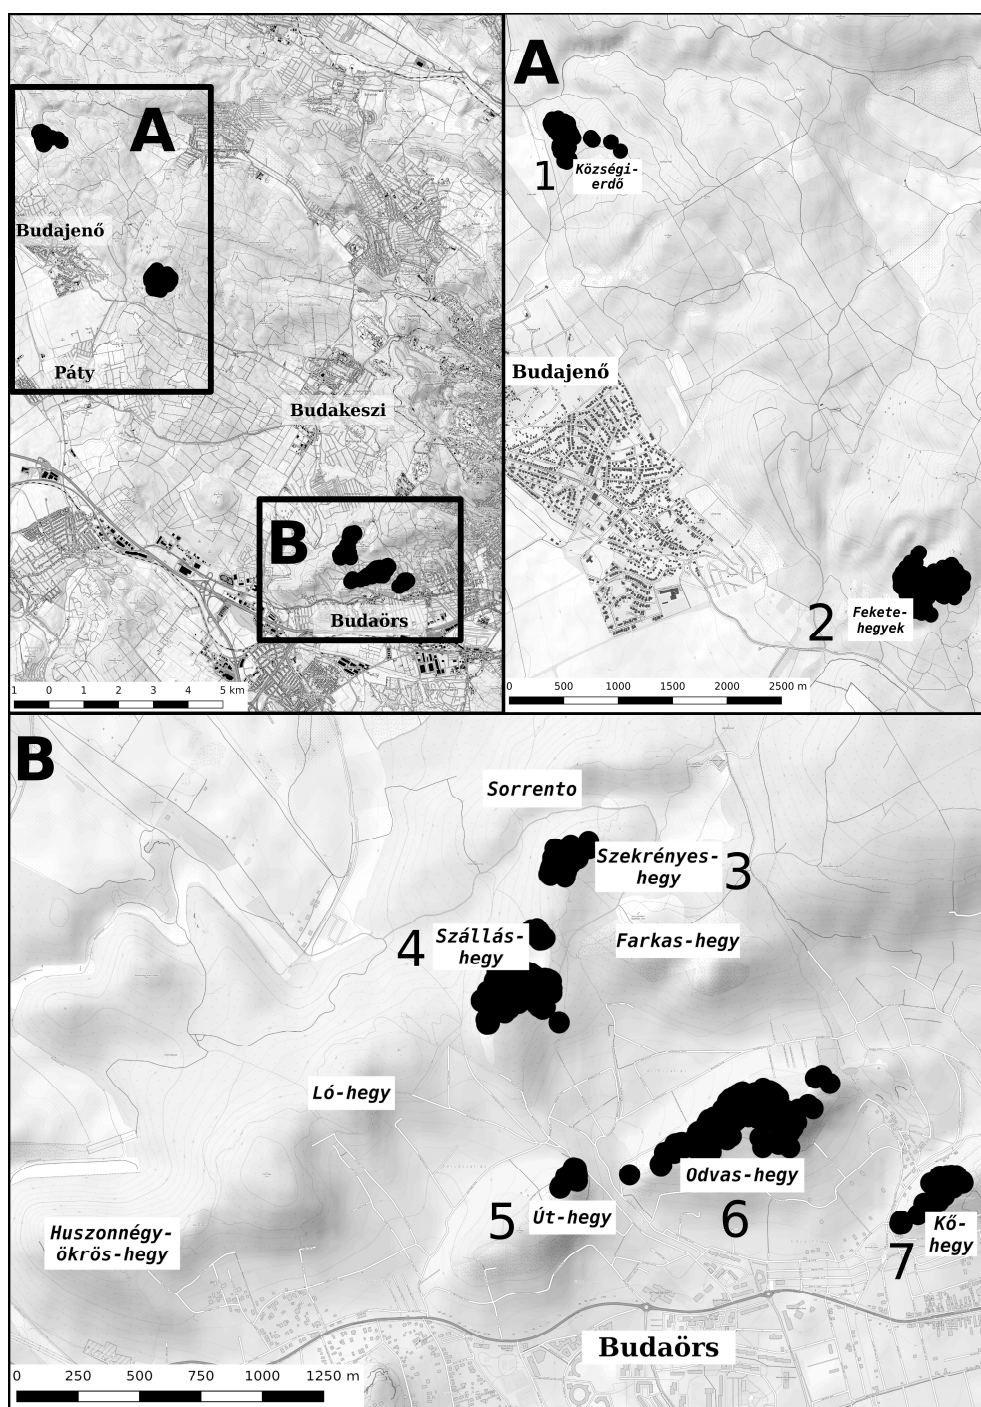 A
Budajenő
Páty
Budakeszi
B
Budaörs
1 0 1 2 3 4 5 km
A
1
Községi-
erdő
Budajenő
2
Fekete-
hegyek
0 500 1000 1500 2000 2500 m
B
Sorrento
Szekrényes-
hegy
3
4
Szállás-
hegy
Farkas-hegy
Ló-hegy
Odvas-hegy
6
5
Út-hegy
Huszonnégy-
ökrös-hegy
Kő-
hegy
7
Budaörs
0 250 500 750 1000 1250 m